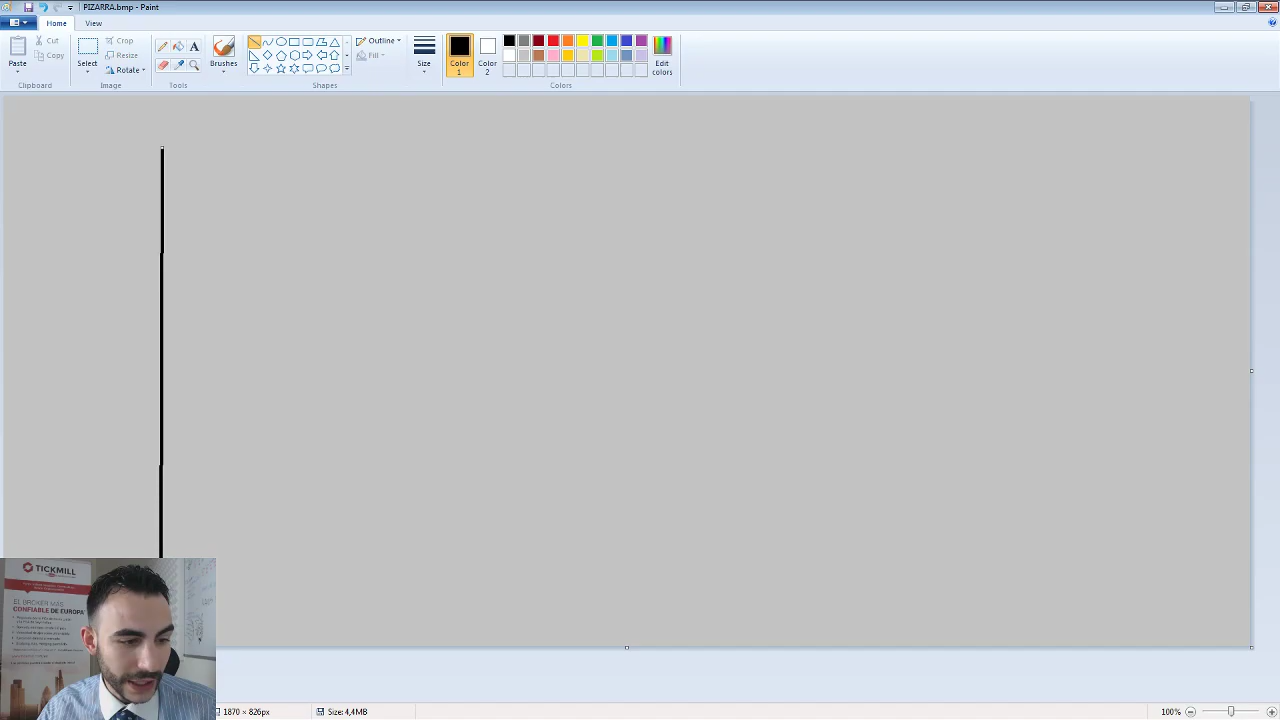 PIZARRA.bmp - Paint
Home View
Paste
Cut
Copy
Clipboard
Select
Crop
Resize
Rotate
Image
A
Tools
Brushes
Outline
Fill
Shapes
Size
Color 1
Color 2
Edit colors
Colors
TICKMILL
EL BROKER MÁS
CONFIABLE DE EUROPA
1870 × 826px
Size: 4,4MB
100%